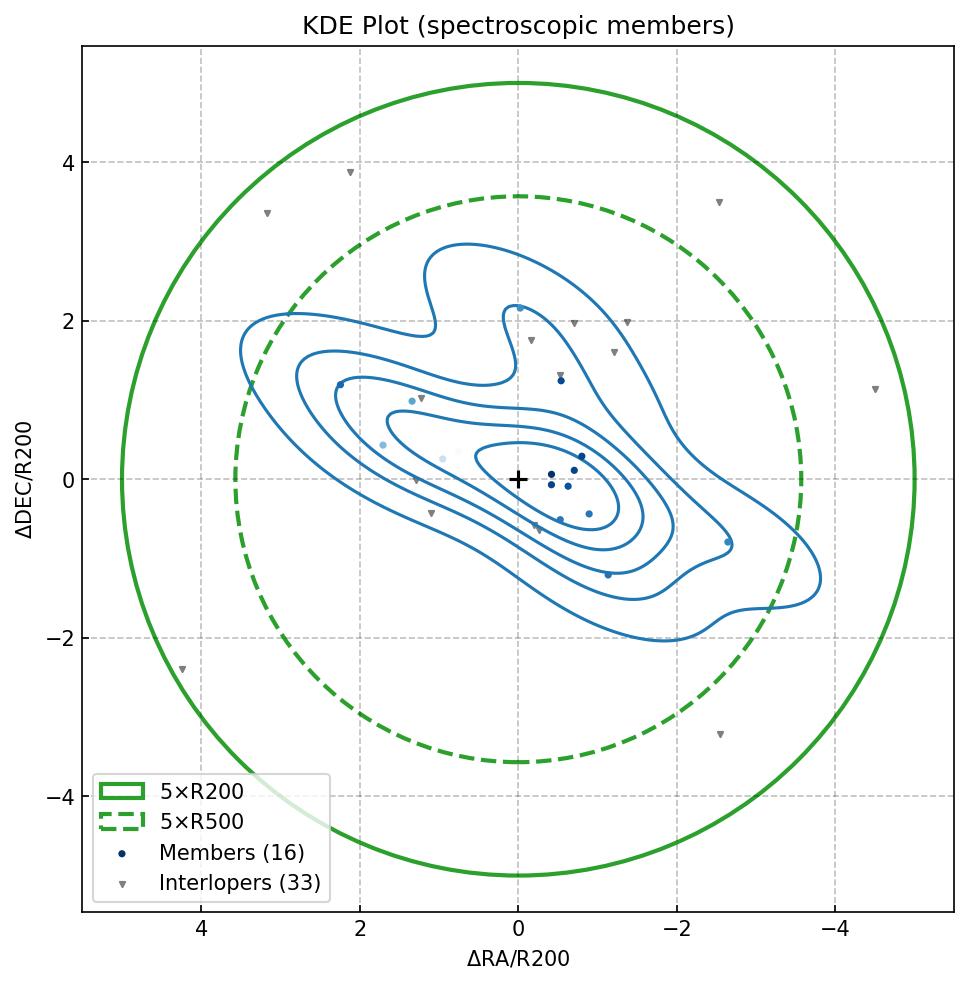 KDE Plot (spectroscopic members)
ΔDEC/R200
4
2
0
−2
−4
5×R200
5×R500
Members (16)
Interlopers (33)
4
2
0
−2
−4
ΔRA/R200